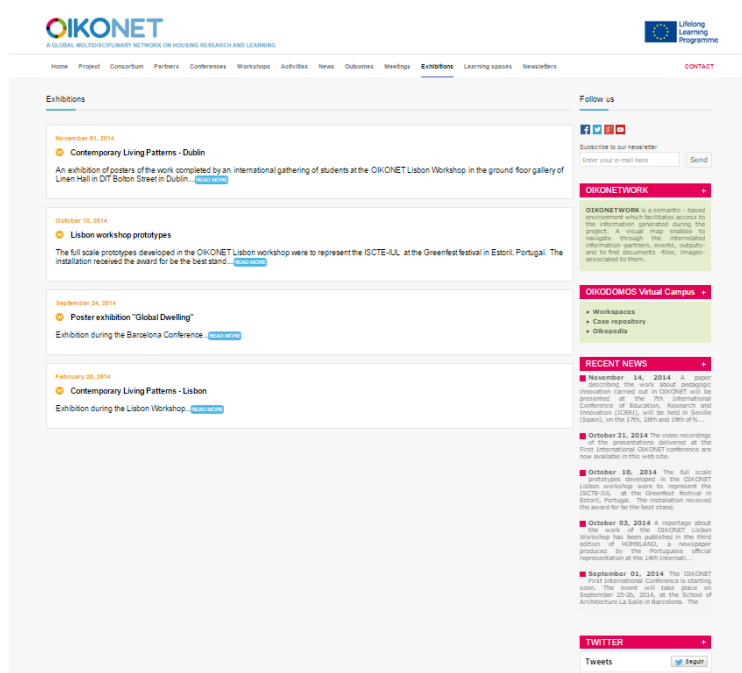 OIKONET
A GLOBAL MULTIDISCIPLINARY NETWORK ON HOUSING RESEARCH AND LEARNING
Lifelong
Learning
Programme
Home Project Consortium Partners Conferences Workshops Activities News Outcomes Meetings Exhibitions Learning spaces Newsletters CONTACT
Exhibitions
November 01, 2014
Contemporary Living Patterns - Dublin
An exhibition of posters of the work completed by an international gathering of students at the OIKONET Lisbon Workshop in the ground floor gallery of
Linen Hall in DIT Bolton Street in Dublin... READ MORE
October 10, 2014
Lisbon workshop prototypes
The full scale prototypes developed in the OIKONET Lisbon workshop were to represent the ISCTE-IUL at the Greenfest festival in Estoril, Portugal. The
installation received the award for be the best stand... READ MORE
September 24, 2014
Poster exhibition "Global Dwelling"
Exhibition during the Barcelona Conference... READ MORE
February 28, 2014
Contemporary Living Patterns - Lisbon
Exhibition during the Lisbon Workshop... READ MORE
Follow us
Subscribe to our newsletter
Enter your e-mail here Send
OIKONETWORK +
OIKONETWORK is a semantic - based
environment which facilitates access to
the information generated during the
project. A visual map enables to
navigate through the interrelated
information -partners, events, outputs-
and to find documents -files, images-
associated to them.
OIKODOMOS Virtual Campus +
• Workspaces
• Case repository
• Oikopedia
RECENT NEWS +
November 14, 2014 A paper
describing the work about pedagogic
innovation carried out in OIKONET will be
presented at the 7th International
Conference of Education, Research and
Innovation (ICERI), will be held in Seville
(Spain), on the 17th, 18th and 19th of N...
October 31, 2014 The video recordings
of the presentations delivered at the
First International OIKONET conference are
now available in this web site.
October 10, 2014 The full scale
prototypes developed in the OIKONET
Lisbon workshop were to represent the
ISCTE-IUL at the Greenfest festival in
Estoril, Portugal. The installation received
the award for be the best stand.
October 03, 2014 A reportage about
the work of the OIKONET Lisbon
Workshop has been published in the third
edition of HOMELAND, a newspaper
produced by the Portuguese official
representation at the 14th Internati...
September 01, 2014 The OIKONET
First International Conference is starting
soon. The event will take place on
September 25-26, 2014, at the School of
Architecture La Salle in Barcelona. The
TWITTER +
Tweets Seguir